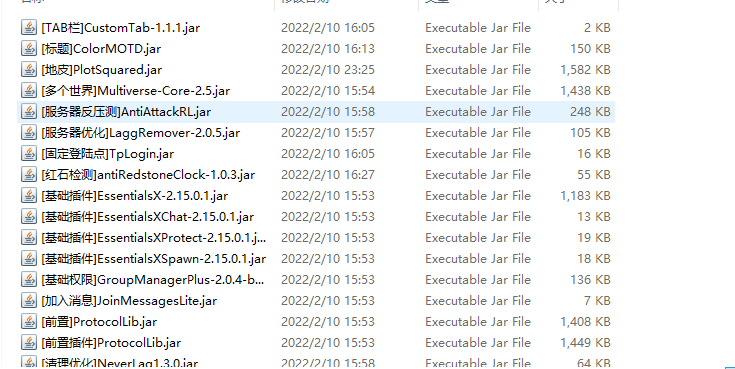 [TAB栏]CustomTab-1.1.1.jar 2022/2/10 16:05 Executable Jar File 2 KB
[标题]ColorMOTD.jar 2022/2/10 16:13 Executable Jar File 150 KB
[地皮]PlotSquared.jar 2022/2/10 23:25 Executable Jar File 1,582 KB
[多个世界]Multiverse-Core-2.5.jar 2022/2/10 15:54 Executable Jar File 1,438 KB
[服务器反压测]AntiAttackRL.jar 2022/2/10 15:58 Executable Jar File 248 KB
[服务器优化]LaggRemover-2.0.5.jar 2022/2/10 15:57 Executable Jar File 105 KB
[固定登陆点]TpLogin.jar 2022/2/10 16:05 Executable Jar File 16 KB
[红石检测]antiRedstoneClock-1.0.3.jar 2022/2/10 16:27 Executable Jar File 55 KB
[基础插件]EssentialsX-2.15.0.1.jar 2022/2/10 15:53 Executable Jar File 1,183 KB
[基础插件]EssentialsXChat-2.15.0.1.jar 2022/2/10 15:53 Executable Jar File 13 KB
[基础插件]EssentialsXProtect-2.15.0.1.j... 2022/2/10 15:53 Executable Jar File 19 KB
[基础插件]EssentialsXSpawn-2.15.0.1.jar 2022/2/10 15:53 Executable Jar File 18 KB
[基础权限]GroupManagerPlus-2.0.4-b... 2022/2/10 15:53 Executable Jar File 136 KB
[加入消息]JoinMessagesLite.jar 2022/2/10 15:53 Executable Jar File 7 KB
[前置]ProtocolLib.jar 2022/2/10 15:53 Executable Jar File 1,408 KB
[前置插件]ProtocolLib.jar 2022/2/10 15:53 Executable Jar File 1,449 KB
[清理优化]NeverLag1.3.0.jar 2022/2/10 15:58 Executable Jar File 64 KB